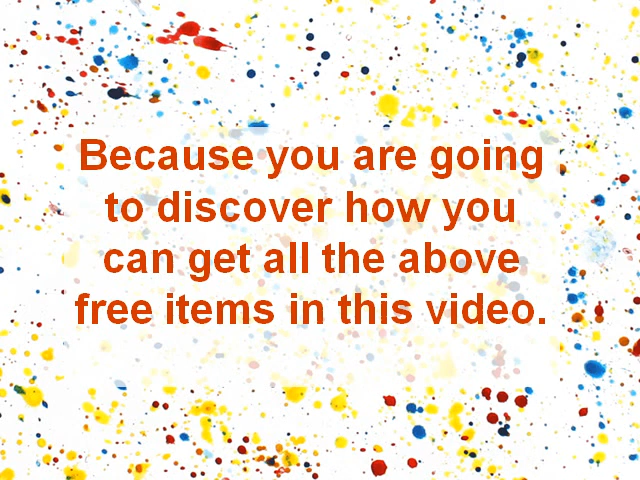 Because you are going
to discover how you
can get all the above
free items in this video.